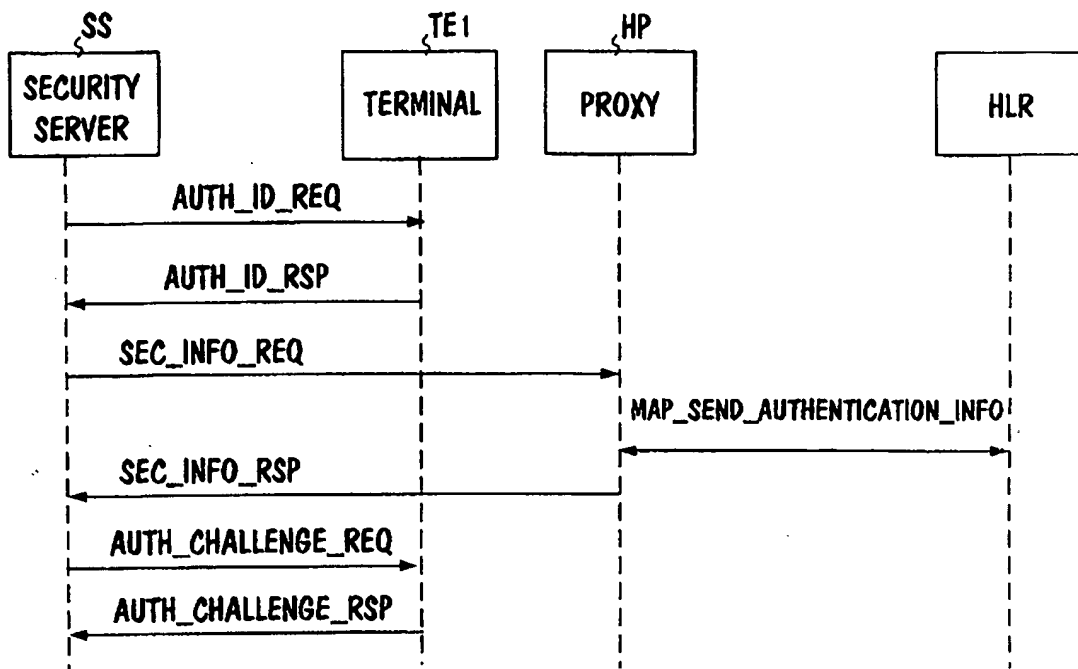 SS
TE1
HP
SECURITY
SERVER
TERMINAL
PROXY
HLR
AUTH_ID_REQ
AUTH_ID_RSP
SEC_INFO_REQ
MAP_SEND_AUTHENTICATION_INFO
SEC_INFO_RSP
AUTH_CHALLENGE_REQ
AUTH_CHALLENGE_RSP